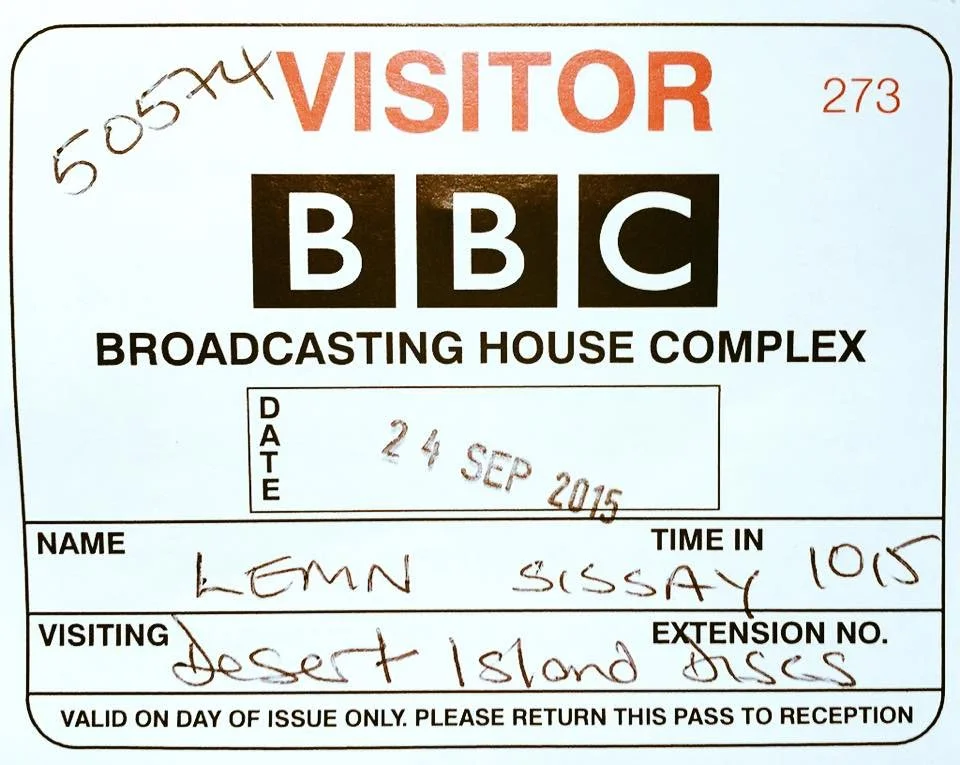 50574 VISITOR 273
BBC
BROADCASTING HOUSE COMPLEX
DATE 24 SEP 2015
NAME LEMN SISSAY TIME IN 1015
VISITING Desert Island Discs EXTENSION NO.
VALID ON DAY OF ISSUE ONLY. PLEASE RETURN THIS PASS TO RECEPTION